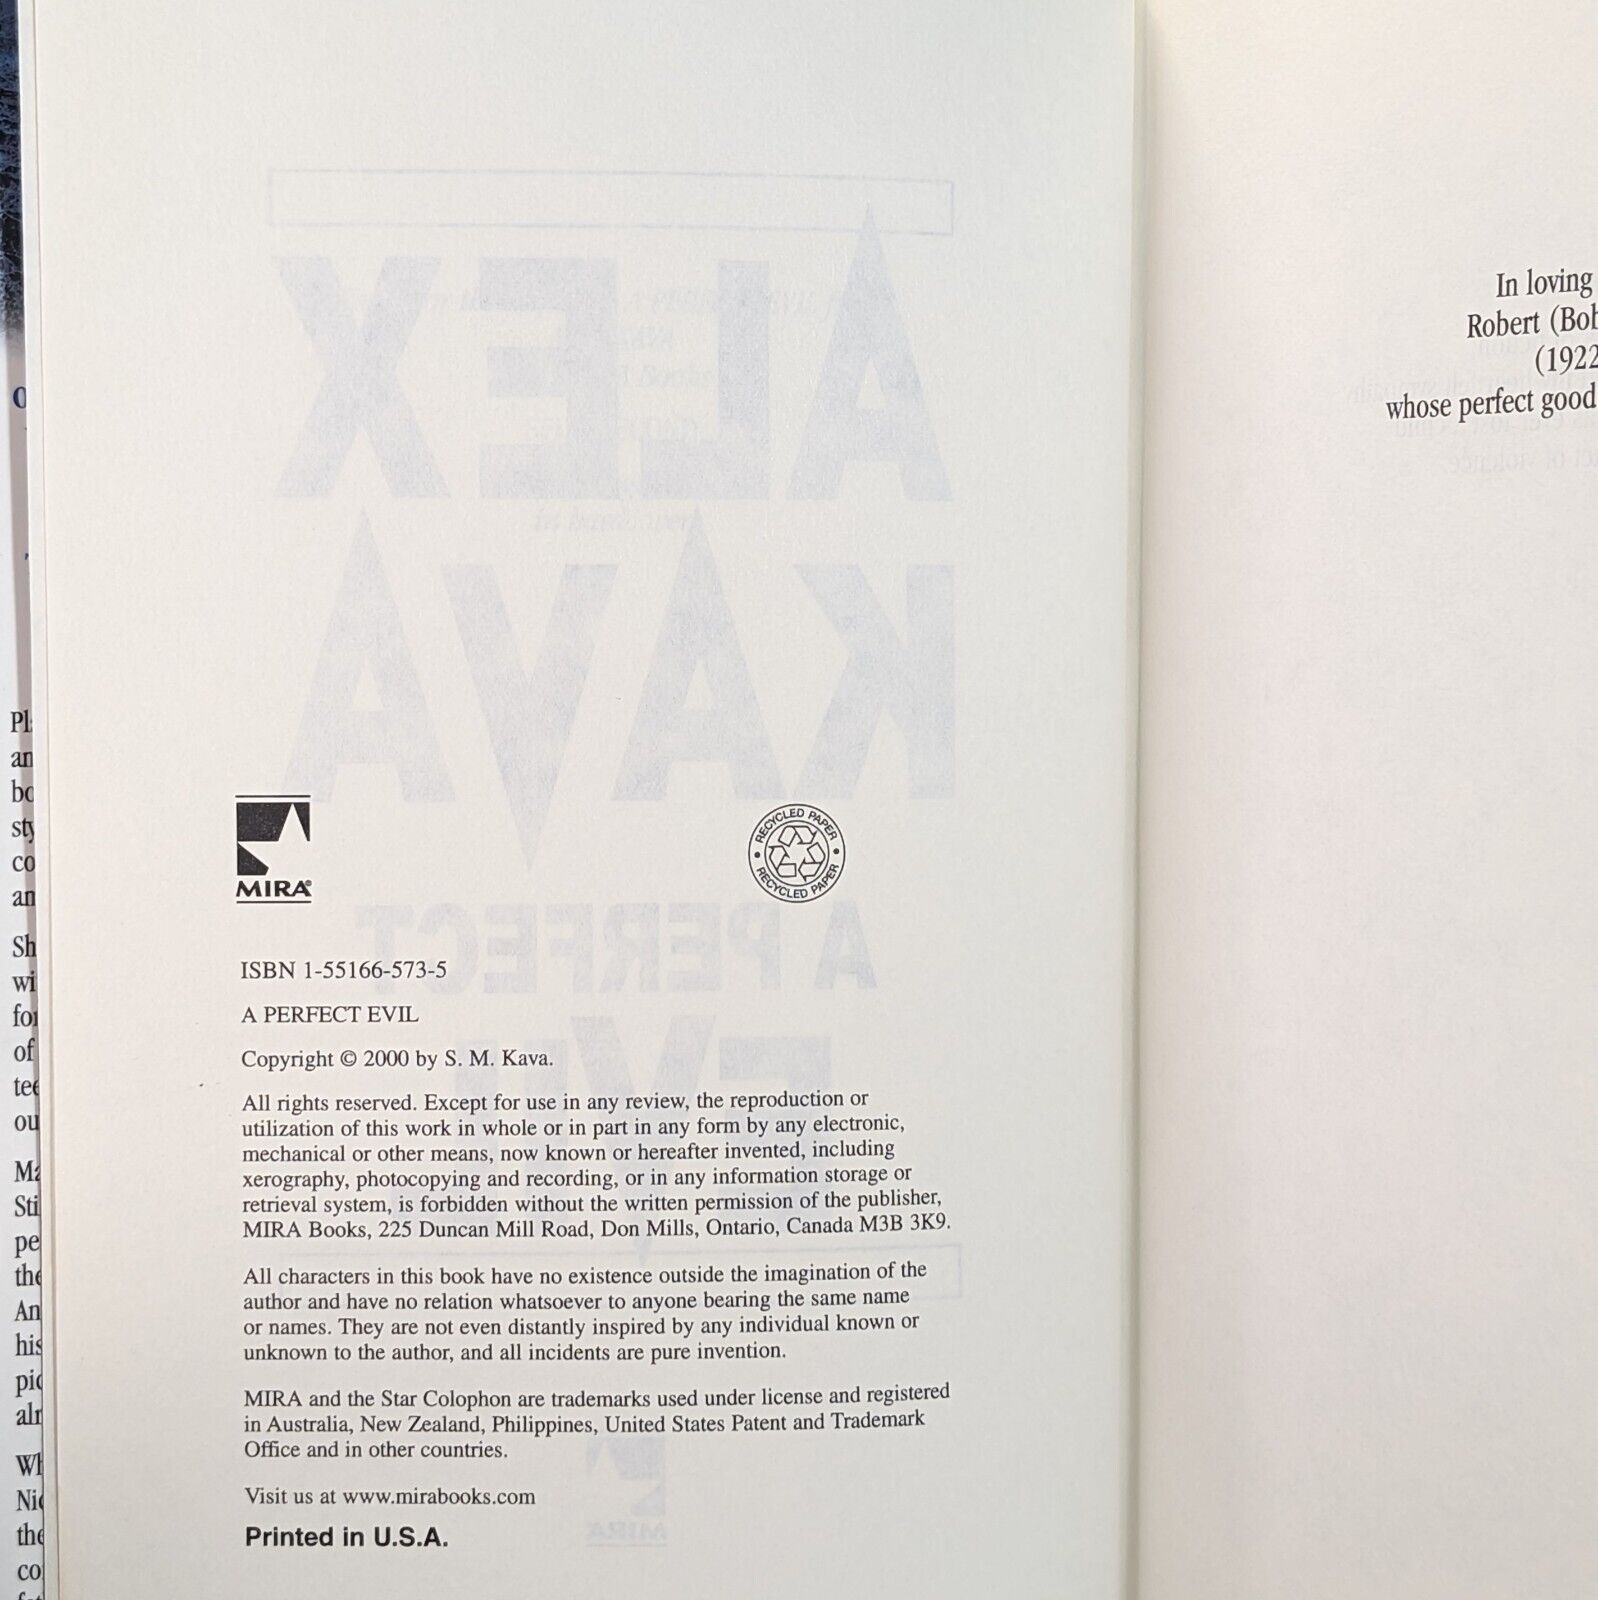 MIRA®
RECYCLED PAPER
RECYCLED PAPER
ISBN 1-55166-573-5
A PERFECT EVIL
Copyright © 2000 by S. M. Kava.
All rights reserved. Except for use in any review, the reproduction or
utilization of this work in whole or in part in any form by any electronic,
mechanical or other means, now known or hereafter invented, including
xerography, photocopying and recording, or in any information storage or
retrieval system, is forbidden without the written permission of the publisher,
MIRA Books, 225 Duncan Mill Road, Don Mills, Ontario, Canada M3B 3K9.
All characters in this book have no existence outside the imagination of the
author and have no relation whatsoever to anyone bearing the same name
or names. They are not even distantly inspired by any individual known or
unknown to the author, and all incidents are pure invention.
MIRA and the Star Colophon are trademarks used under license and registered
in Australia, New Zealand, Philippines, United States Patent and Trademark
Office and in other countries.
Visit us at www.mirabooks.com
Printed in U.S.A.
In loving
Robert (Bob
(1922
whose perfect good
ALEX
KAVA
A PERFECT
EVIL
MIRA